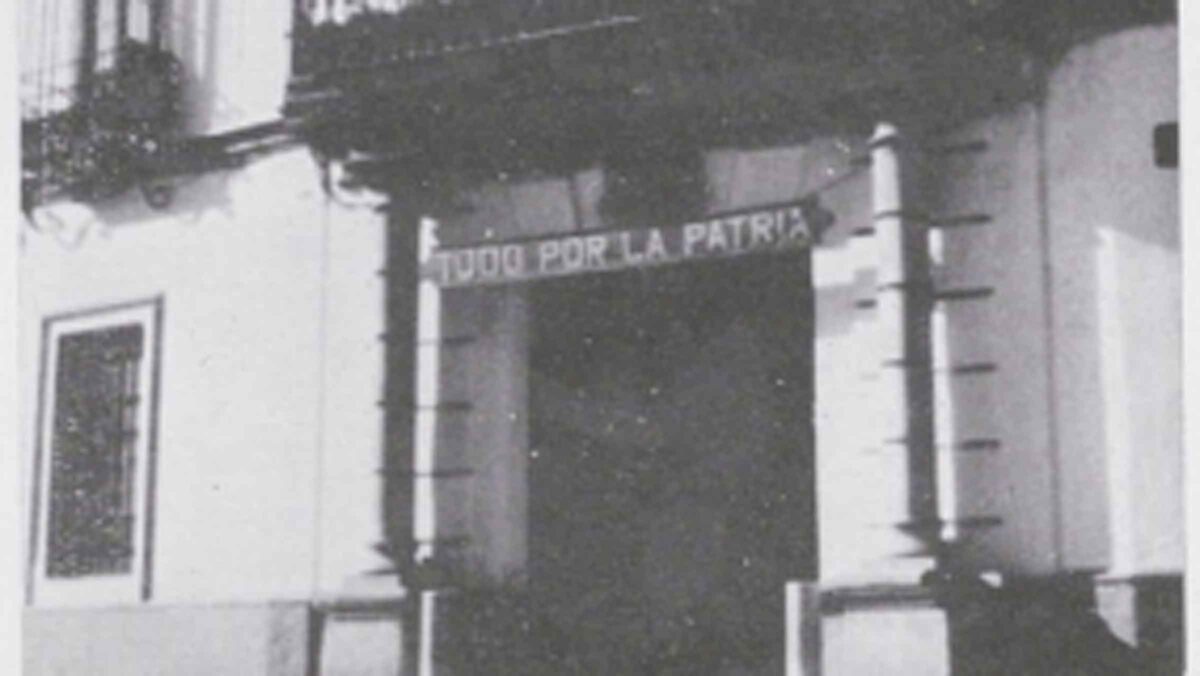 TODO POR LA PATRIA